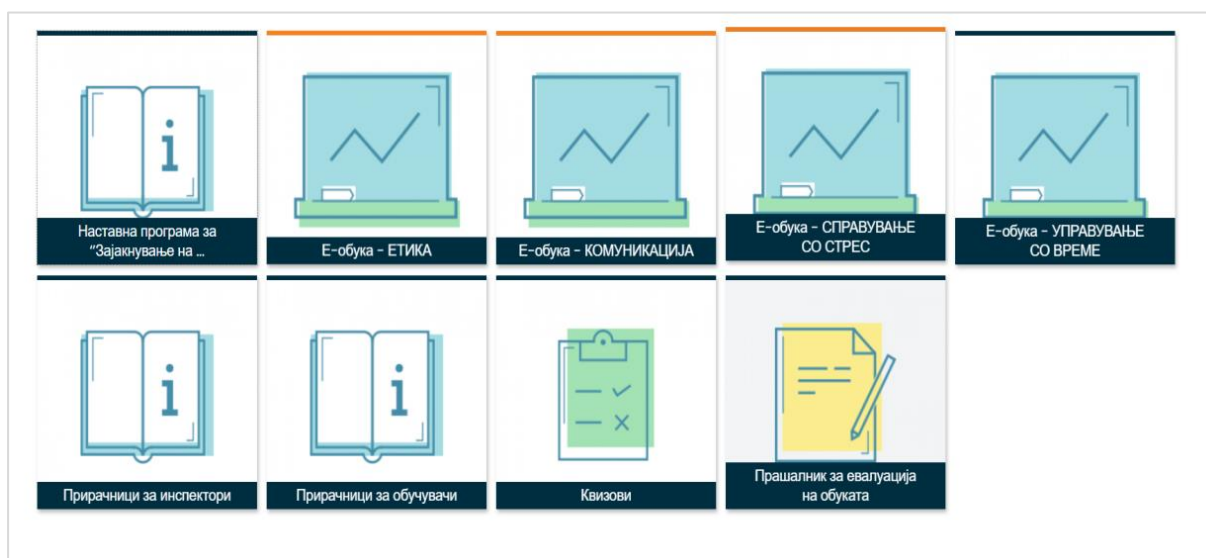 Наставна програма за
“Зајакнување на ...
Е-обука - ЕТИКА
Е-обука - КОМУНИКАЦИЈА
Е-обука - СПРАВУВАЊЕ
СО СТРЕС
Е-обука - УПРАВУВАЊЕ
СО ВРЕМЕ
Прирачници за инспектори
Прирачници за обучувачи
Квизови
Прашалник за евалуација
на обуката